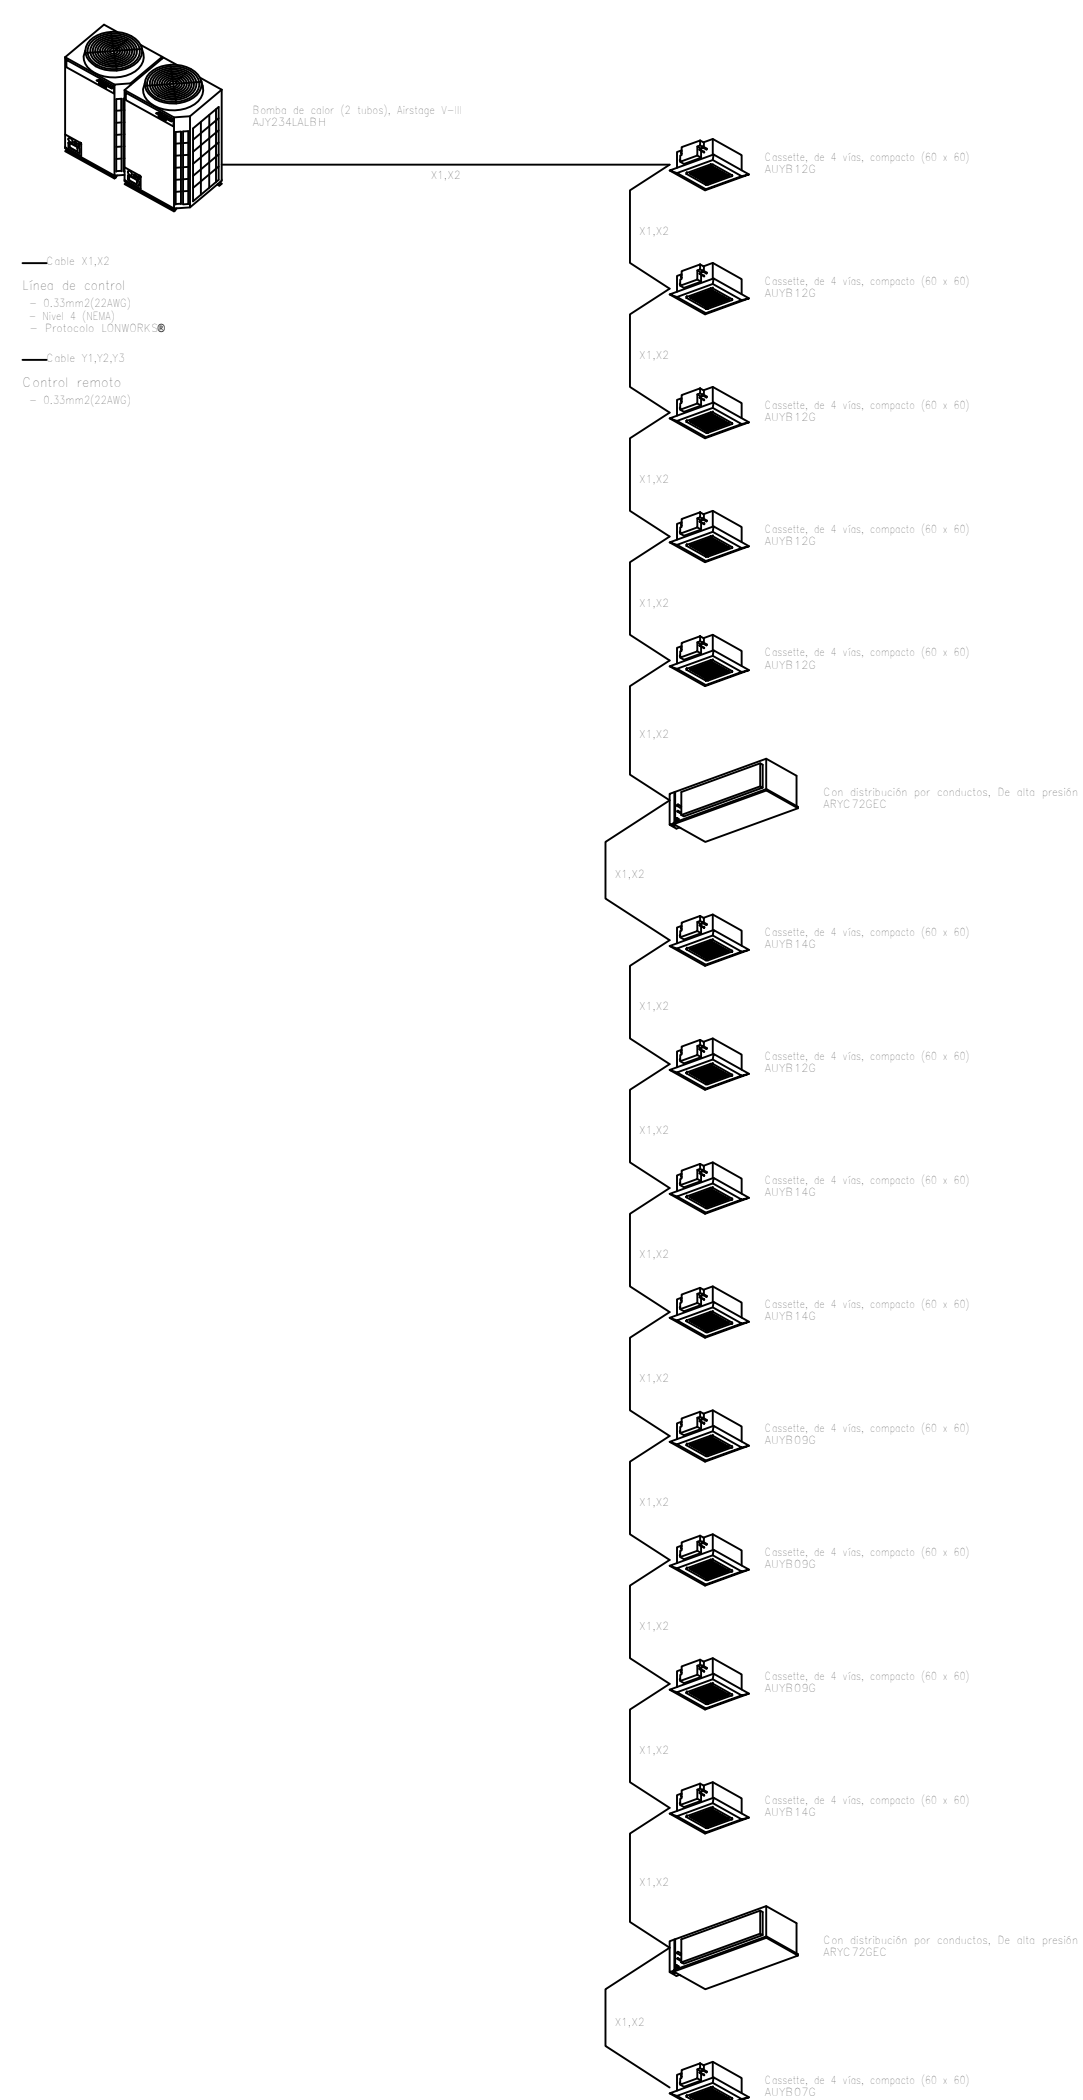 Bomba de calor (2 tubos), Airstage V-III
AJY234LALBH
X1,X2
Cassette, de 4 vías, compacto (60 x 60)
AUYB12G
X1,X2
Cable X1,X2
Línea de control
- 0.33mm2(22AWG)
- Nivel 4 (NEMA)
- Protocolo LONWORKS®
Cable Y1,Y2,Y3
Control remoto
- 0.33mm2(22AWG)
Cassette, de 4 vías, compacto (60 x 60)
AUYB12G
X1,X2
Cassette, de 4 vías, compacto (60 x 60)
AUYB12G
X1,X2
Cassette, de 4 vías, compacto (60 x 60)
AUYB12G
X1,X2
Cassette, de 4 vías, compacto (60 x 60)
AUYB12G
X1,X2
Con distribución por conductos, De alta presión
ARYC72GEC
X1,X2
Cassette, de 4 vías, compacto (60 x 60)
AUYB14G
X1,X2
Cassette, de 4 vías, compacto (60 x 60)
AUYB12G
X1,X2
Cassette, de 4 vías, compacto (60 x 60)
AUYB14G
X1,X2
Cassette, de 4 vías, compacto (60 x 60)
AUYB14G
X1,X2
Cassette, de 4 vías, compacto (60 x 60)
AUYB09G
X1,X2
Cassette, de 4 vías, compacto (60 x 60)
AUYB09G
X1,X2
Cassette, de 4 vías, compacto (60 x 60)
AUYB09G
X1,X2
Cassette, de 4 vías, compacto (60 x 60)
AUYB14G
X1,X2
Con distribución por conductos, De alta presión
ARYC72GEC
X1,X2
Cassette, de 4 vías, compacto (60 x 60)
AUYB07G